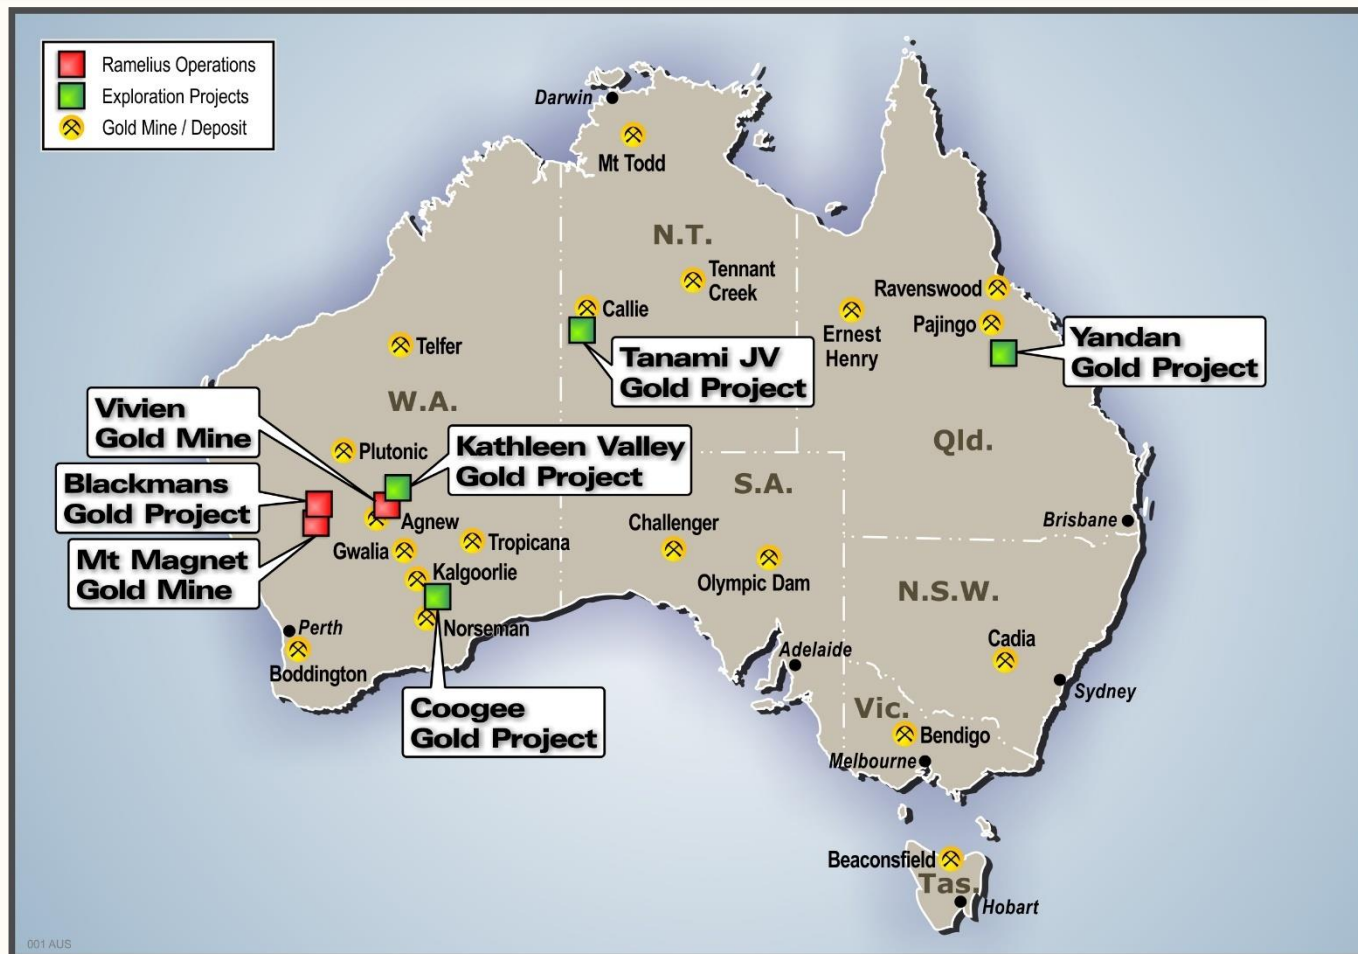 Ramelius Operations
Exploration Projects
Gold Mine / Deposit
Darwin
Mt Todd
N.T.
Tennant
Creek
Callie
Tanami JV
Gold Project
Ravenswood
Pajingo
Ernest
Henry
Yandan
Gold Project
Telfer
W.A.
Vivien
Gold Mine
Plutonic
Kathleen Valley
Gold Project
Blackmans
Gold Project
Mt Magnet
Gold Mine
Agnew
Gwalia
Tropicana
Kalgoorlie
Norseman
Perth
Boddington
Coogee
Gold Project
S.A.
Challenger
Olympic Dam
Adelaide
Qld.
Brisbane
N.S.W.
Cadia
Sydney
Vic.
Bendigo
Melbourne
Beaconsfield
Tas.
Hobart
001 AUS